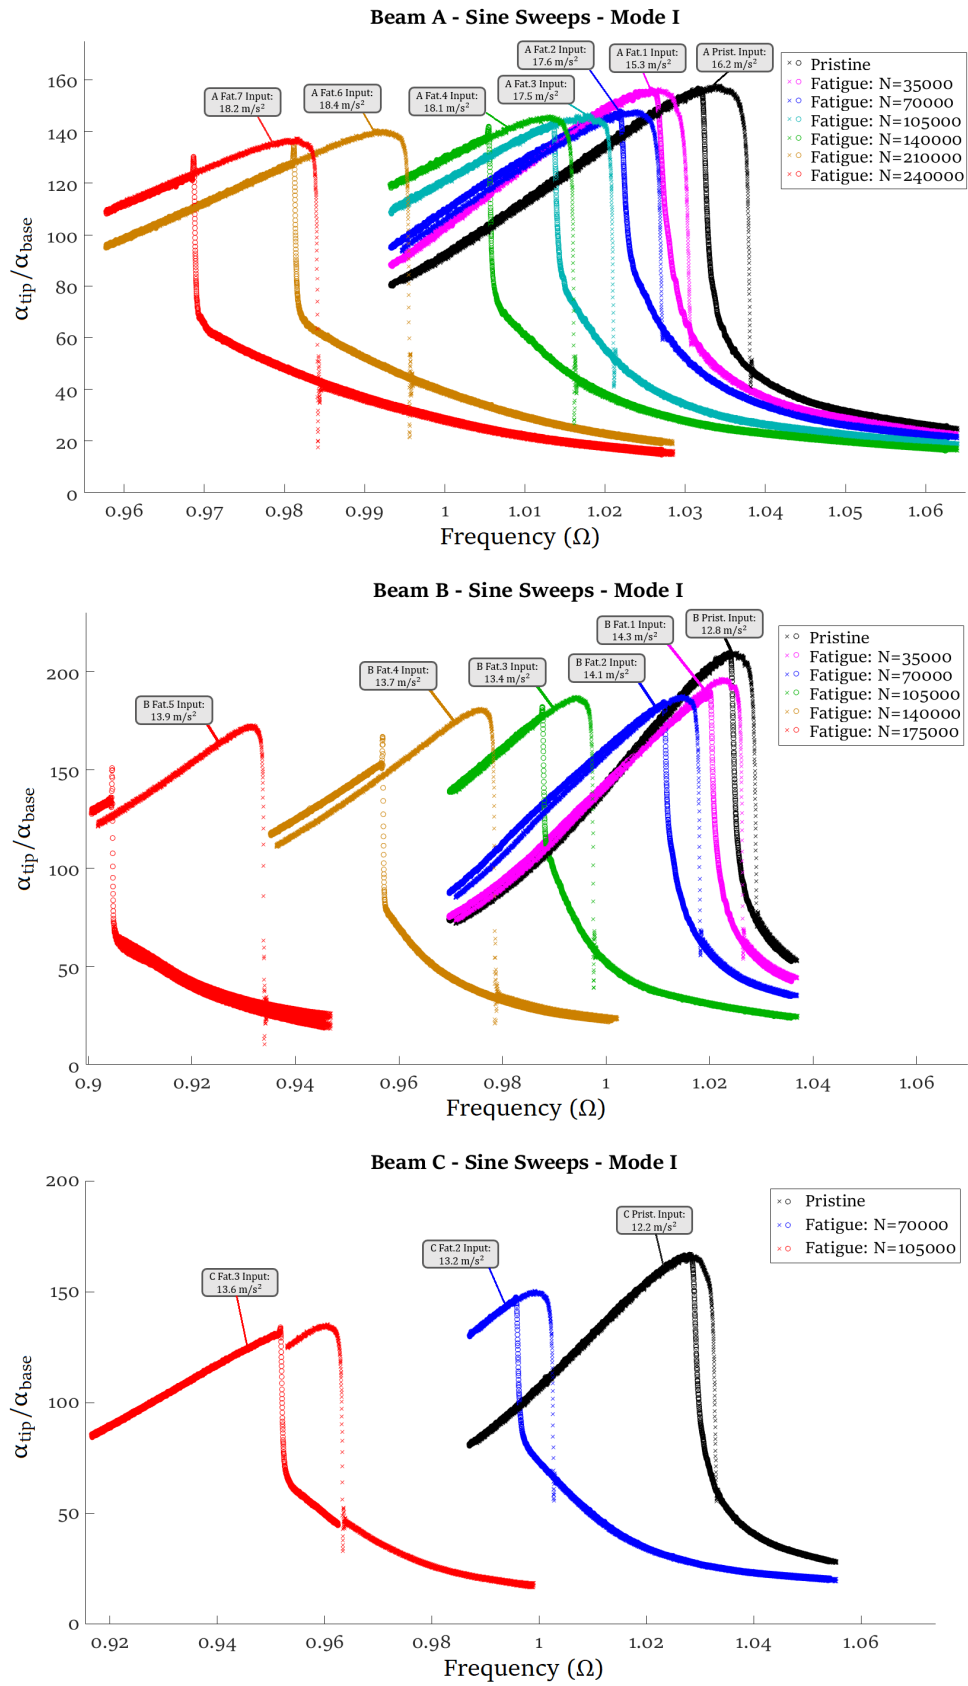 Beam A - Sine Sweeps - Mode I
A Fat.2 Input:
17.6 m/s²
A Fat.1 Input:
15.3 m/s²
A Prist. Input:
16.2 m/s²
A Fat.7 Input:
18.2 m/s²
A Fat.6 Input:
18.4 m/s²
A Fat.4 Input:
18.1 m/s²
A Fat.3 Input:
17.5 m/s²
Pristine
Fatigue: N=35000
Fatigue: N=70000
Fatigue: N=105000
Fatigue: N=140000
Fatigue: N=210000
Fatigue: N=240000
160
140
120
100
80
60
40
20
0
α_tip/α_base
0.96 0.97 0.98 0.99 1 1.01 1.02 1.03 1.04 1.05 1.06
Frequency (Ω)
Beam B - Sine Sweeps - Mode I
B Fat.1 Input:
14.3 m/s²
B Prist. Input:
12.8 m/s²
B Fat.5 Input:
13.9 m/s²
B Fat.4 Input:
13.7 m/s²
B Fat.3 Input:
13.4 m/s²
B Fat.2 Input:
14.1 m/s²
Pristine
Fatigue: N=35000
Fatigue: N=70000
Fatigue: N=105000
Fatigue: N=140000
Fatigue: N=175000
200
150
100
50
0
α_tip/α_base
0.9 0.92 0.94 0.96 0.98 1 1.02 1.04 1.06
Frequency (Ω)
Beam C - Sine Sweeps - Mode I
C Fat.3 Input:
13.6 m/s²
C Fat.2 Input:
13.2 m/s²
C Prist. Input:
12.2 m/s²
Pristine
Fatigue: N=70000
Fatigue: N=105000
200
150
100
50
0
α_tip/α_base
0.92 0.94 0.96 0.98 1 1.02 1.04 1.06
Frequency (Ω)